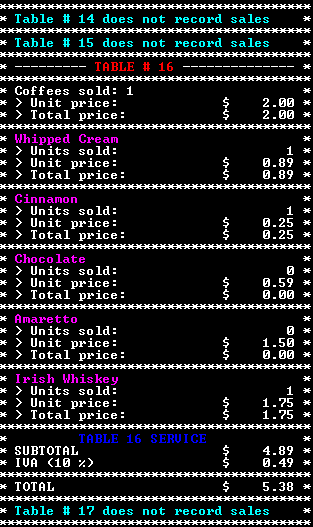 ***************************************
* Table # 14 does not record sales    *
***************************************
* Table # 15 does not record sales    *
***************************************
* --------- TABLE # 16 -------------- *
***************************************
* Coffees sold: 1                     *
* > Unit price:            $     2.00 *
* > Total price:           $     2.00 *
***************************************
* Whipped Cream                       *
* > Units sold:                     1 *
* > Unit price:            $     0.89 *
* > Total price:           $     0.89 *
***************************************
* Cinnamon                            *
* > Units sold:                     1 *
* > Unit price:            $     0.25 *
* > Total price:           $     0.25 *
***************************************
* Chocolate                           *
* > Units sold:                     0 *
* > Unit price:            $     0.59 *
* > Total price:           $     0.00 *
***************************************
* Amaretto                            *
* > Units sold:                     0 *
* > Unit price:            $     1.50 *
* > Total price:           $     0.00 *
***************************************
* Irish Whiskey                       *
* > Units sold:                     1 *
* > Unit price:            $     1.75 *
* > Total price:           $     1.75 *
***************************************
*         TABLE 16 SERVICE            *
* SUBTOTAL                 $     4.89 *
* IVA (10 %)               $     0.49 *
***************************************
* TOTAL                    $     5.38 *
***************************************
* Table # 17 does not record sales    *
***************************************